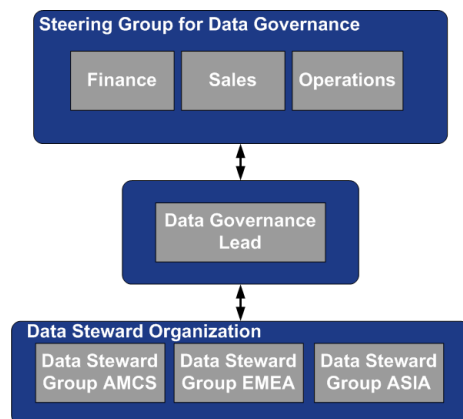 Steering Group for Data Governance
Finance
Sales
Operations
Data Governance
Lead
Data Steward Organization
Data Steward
Group AMCS
Data Steward
Group EMEA
Data Steward
Group ASIA